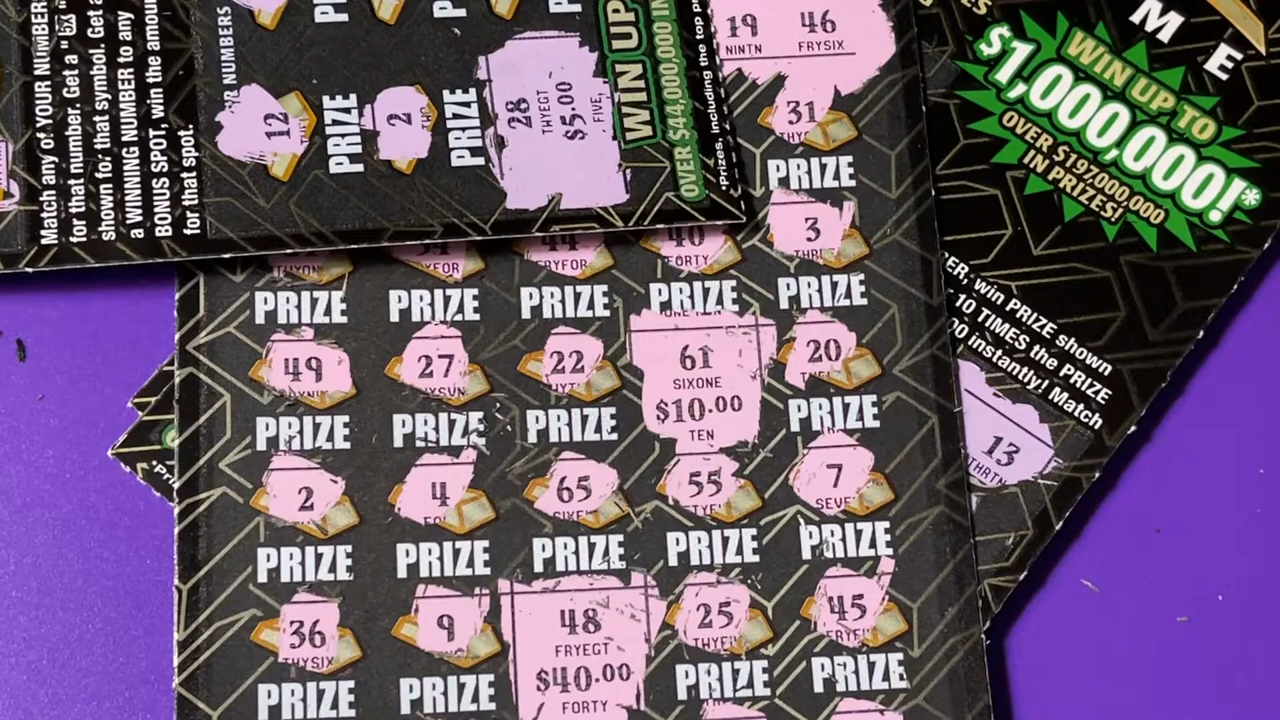 Match any of YOUR NUMBER
for that number. Get a "5X"
shown for that symbol. Get a
a WINNING NUMBER to any
BONUS SPOT, win the amou
for that spot.
R NUMBERS
12
PRIZE
2
PRIZE
28
THYEGT
$5.00
FIVE
WIN UP
OVER $44,000,000 IN
*Prizes, including the top pr
19 46
NINTN FRYSIX
31
PRIZE
3
44 40
FORTY
PRIZE PRIZE PRIZE PRIZE PRIZE
49 27 22 61 20
SIXONE
$10.00
TEN
PRIZE PRIZE PRIZE PRIZE
2 4 65 55 7
PRIZE PRIZE PRIZE PRIZE PRIZE
36 9 48 25 45
THYSIX
FRYEGT
$40.00
FORTY
PRIZE PRIZE PRIZE PRIZE
M E
WIN UP TO
$1,000,000!*
OVER $197,000,000
IN PRIZES!
ER, win PRIZE shown
10 TIMES the PRIZE
00 instantly! Match
13
THRTN